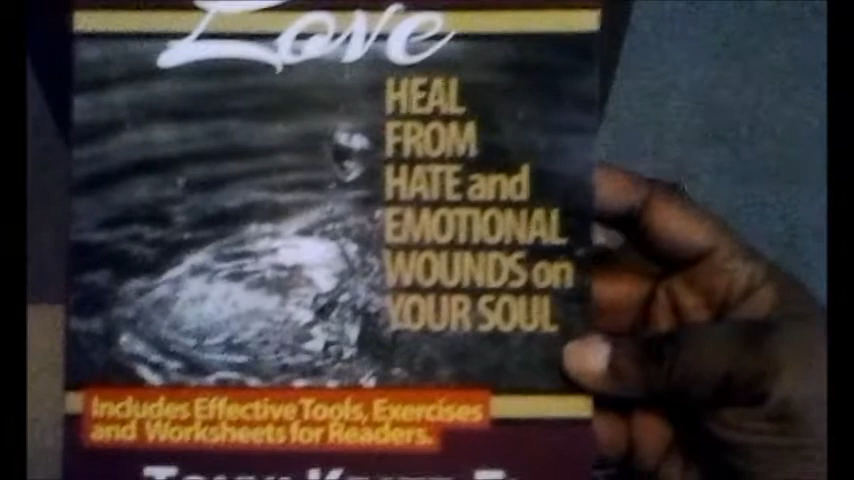 Love
HEAL
FROM
HATE and
EMOTIONAL
WOUNDS on
YOUR SOUL
Includes Effective Tools, Exercises
and Worksheets for Readers.